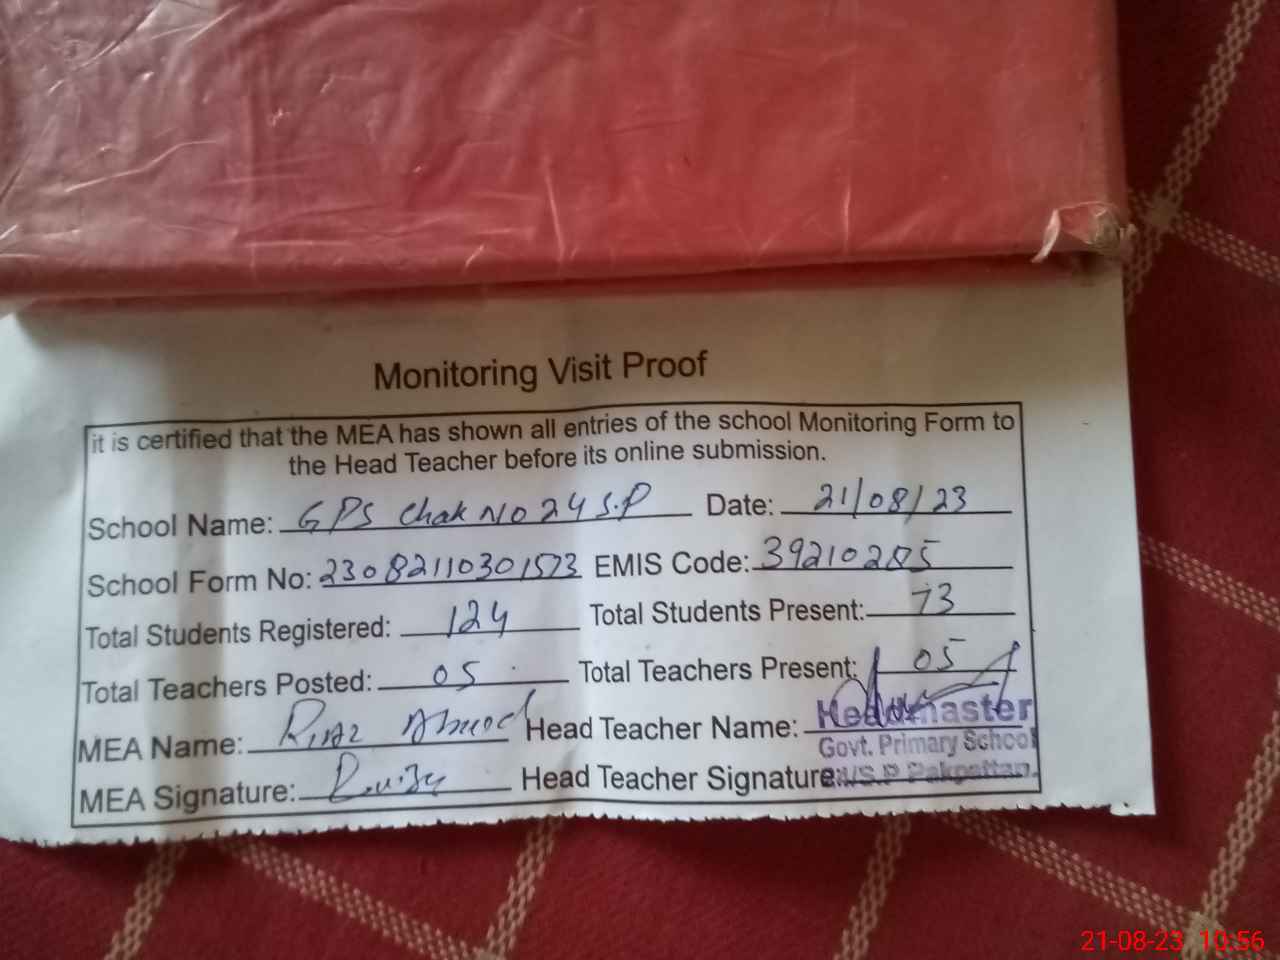 Monitoring Visit Proof
it is certified that the MEA has shown all entries of the school Monitoring Form to
the Head Teacher before its online submission.
School Name: GPS Chak No 24 S.P Date: 21/08/23
School Form No: 23082110301573 EMIS Code: 39210285
Total Students Registered: 124 Total Students Present: 73
Total Teachers Posted: 05 Total Teachers Present: 05
MEA Name: Riaz Ahmed Head Teacher Name: Headmaster
Govt. Primary School
MEA Signature: Head Teacher Signature: S.P Pakpattan.
21-08-23 10:56